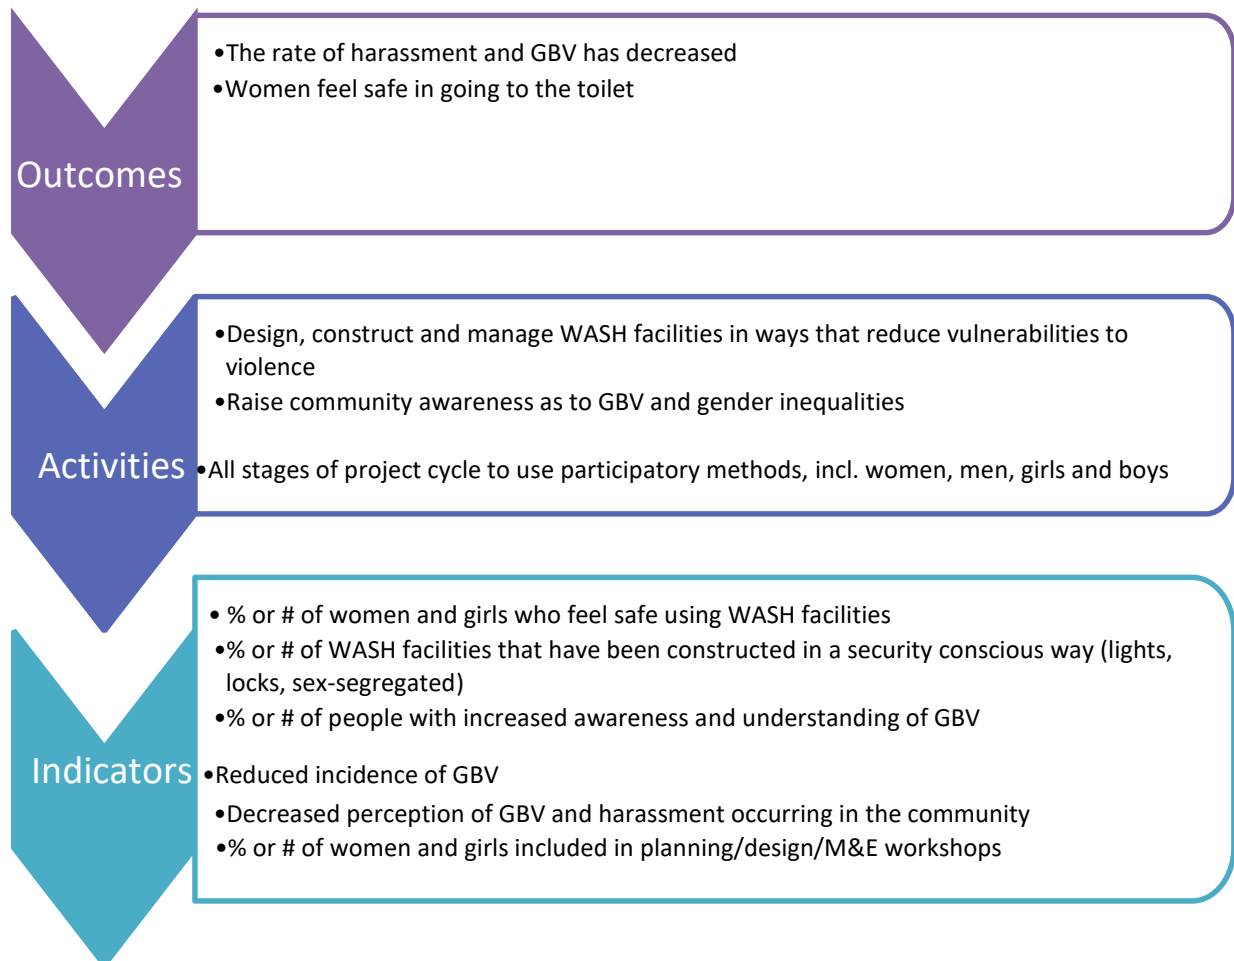 •The rate of harassment and GBV has decreased
•Women feel safe in going to the toilet
Outcomes
•Design, construct and manage WASH facilities in ways that reduce vulnerabilities to
violence
•Raise community awareness as to GBV and gender inequalities
Activities
•All stages of project cycle to use participatory methods, incl. women, men, girls and boys
• % or # of women and girls who feel safe using WASH facilities
•% or # of WASH facilities that have been constructed in a security conscious way (lights,
locks, sex-segregated)
•% or # of people with increased awareness and understanding of GBV
Indicators
•Reduced incidence of GBV
•Decreased perception of GBV and harassment occurring in the community
•% or # of women and girls included in planning/design/M&E workshops